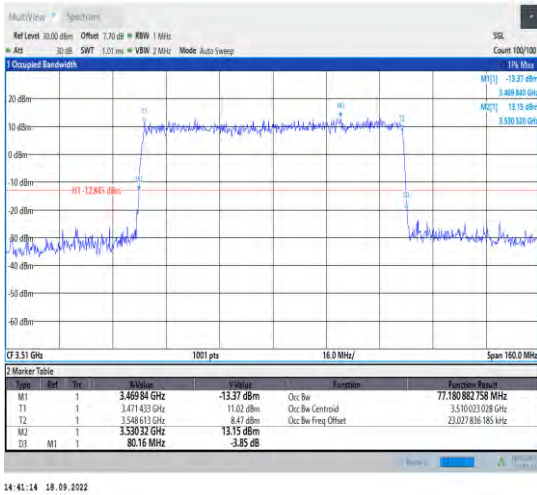 MultiView Spectrum
Ref Level 30.00 dBm Offset 7.70 dB RBW 1 MHz SGL
Att 30 dB SWT 1.01 ms VBW 2 MHz Mode Auto Sweep Count 100/100
1 Occupied Bandwidth 1Pk Max
M1[1] -13.37 dBm
3.469 840 GHz
M2[1] 13.15 dBm
3.530 320 GHz
20 dBm
T1
M2
T2
10 dBm
0 dBm
-10 dBm
M1
H1 -12.845 dBm
D3
-20 dBm
-30 dBm
-40 dBm
-50 dBm
-60 dBm
CF 3.51 GHz 1001 pts 16.0 MHz/ Span 160.0 MHz
2 Marker Table
Type Ref Trc X-Value Y-Value Function Function Result
M1 1 3.469 84 GHz -13.37 dBm Occ Bw 77.180 882 758 MHz
T1 1 3.471 433 GHz 11.02 dBm Occ Bw Centroid 3.510 023 028 GHz
T2 1 3.548 613 GHz 8.47 dBm Occ Bw Freq Offset 23.027 836 185 kHz
M2 1 3.530 32 GHz 13.15 dBm
D3 M1 1 80.16 MHz -3.85 dB
14:41:14 18.09.2022